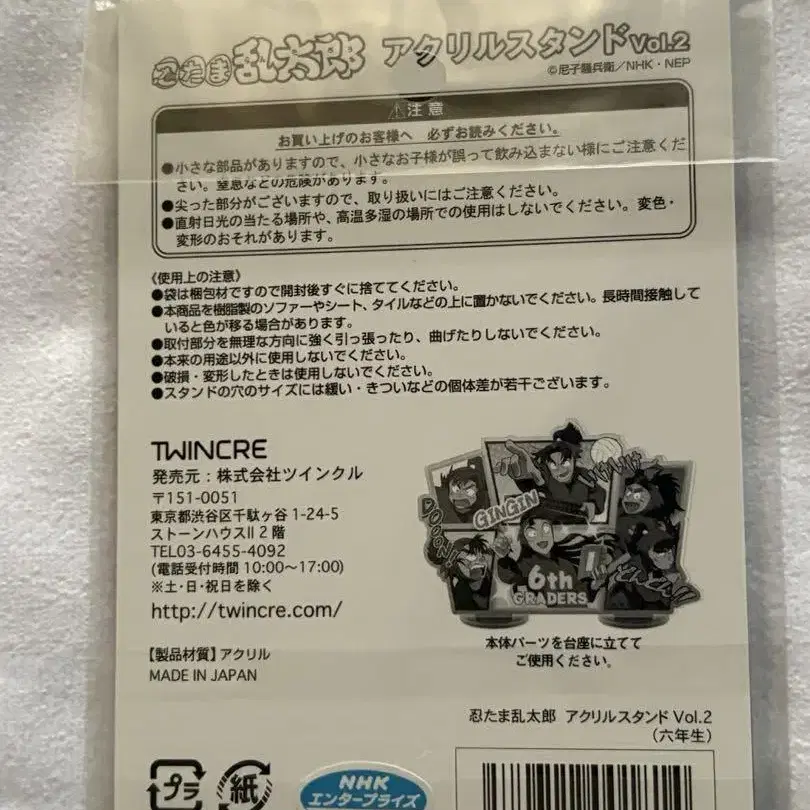 忍たま乱太郎 アクリルスタンド Vol.2
©尼子騒兵衛/NHK・NEP
⚠注意
お買い上げのお客様へ 必ずお読みください。
●小さな部品がありますので、小さなお子様が誤って飲み込まない様にご注意くだ
さい。窒息などの危険があります。
●尖った部分がございますので、取り扱いにはご注意ください。
●直射日光の当たる場所や、高温多湿の場所での使用はしないでください。変色・
変形のおそれがあります。
《使用上の注意》
●袋は梱包材ですので開封後すぐに捨ててください。
●本商品を樹脂製のソファーやシート、タイルなどの上に置かないでください。長時間接触して
いると色が移る場合があります。
●取付部分を無理な方向に強く引っ張ったり、曲げたりしないでください。
●本来の用途以外に使用しないでください。
●破損・変形したときは使用しないでください。
●スタンドの穴のサイズには緩い・きついなどの個体差が若干ございます。
TWINCRE
発売元:株式会社ツインクル
〒151-0051
東京都渋谷区千駄ヶ谷1-24-5
ストーンハウスII 2階
TEL03-6455-4092
(電話受付時間 10:00〜17:00)
※土・日・祝日を除く
http://twincre.com/
【製品材質】アクリル
MADE IN JAPAN
DOOON!
GINGIN
6th
GRADERS
本体パーツを台座に立てて
ご使用ください。
忍たま乱太郎 アクリルスタンド Vol.2
(六年生)
プラ
紙
NHK
エンタープライズ